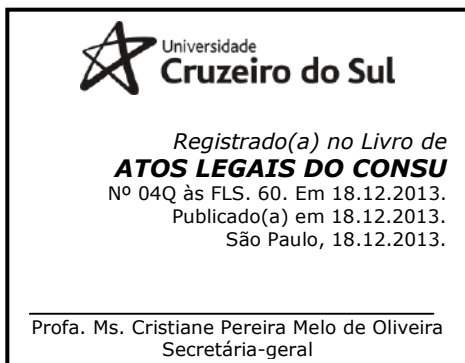 Universidade
Cruzeiro do Sul
Registrado(a) no Livro de
ATOS LEGAIS DO CONSU
Nº 04Q às FLS. 60. Em 18.12.2013.
Publicado(a) em 18.12.2013.
São Paulo, 18.12.2013.
Profa. Ms. Cristiane Pereira Melo de Oliveira
Secretária-geral